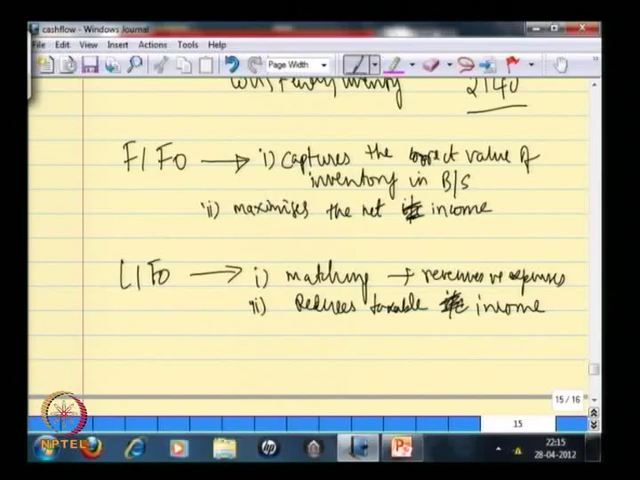 cashflow - Windows Journal
File Edit View Insert Actions Tools Help
Page Width
2140
FIFO → i) captures the correct value of
inventory in B/S
ii) maximises the net income
LIFO → i) matching → revenues vs expenses
ii) Reduces taxable income
15 / 16
15
NPTEL
22:15
28-04-2012